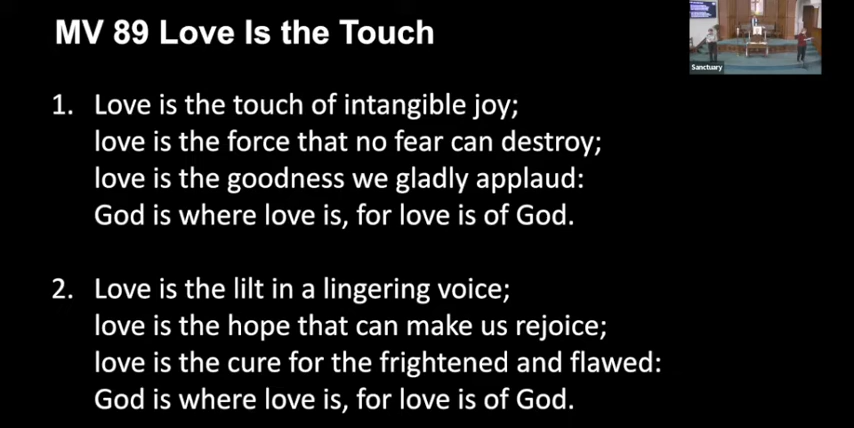 MV 89 Love Is the Touch
Sanctuary
1. Love is the touch of intangible joy;
love is the force that no fear can destroy;
love is the goodness we gladly applaud:
God is where love is, for love is of God.
2. Love is the lilt in a lingering voice;
love is the hope that can make us rejoice;
love is the cure for the frightened and flawed:
God is where love is, for love is of God.